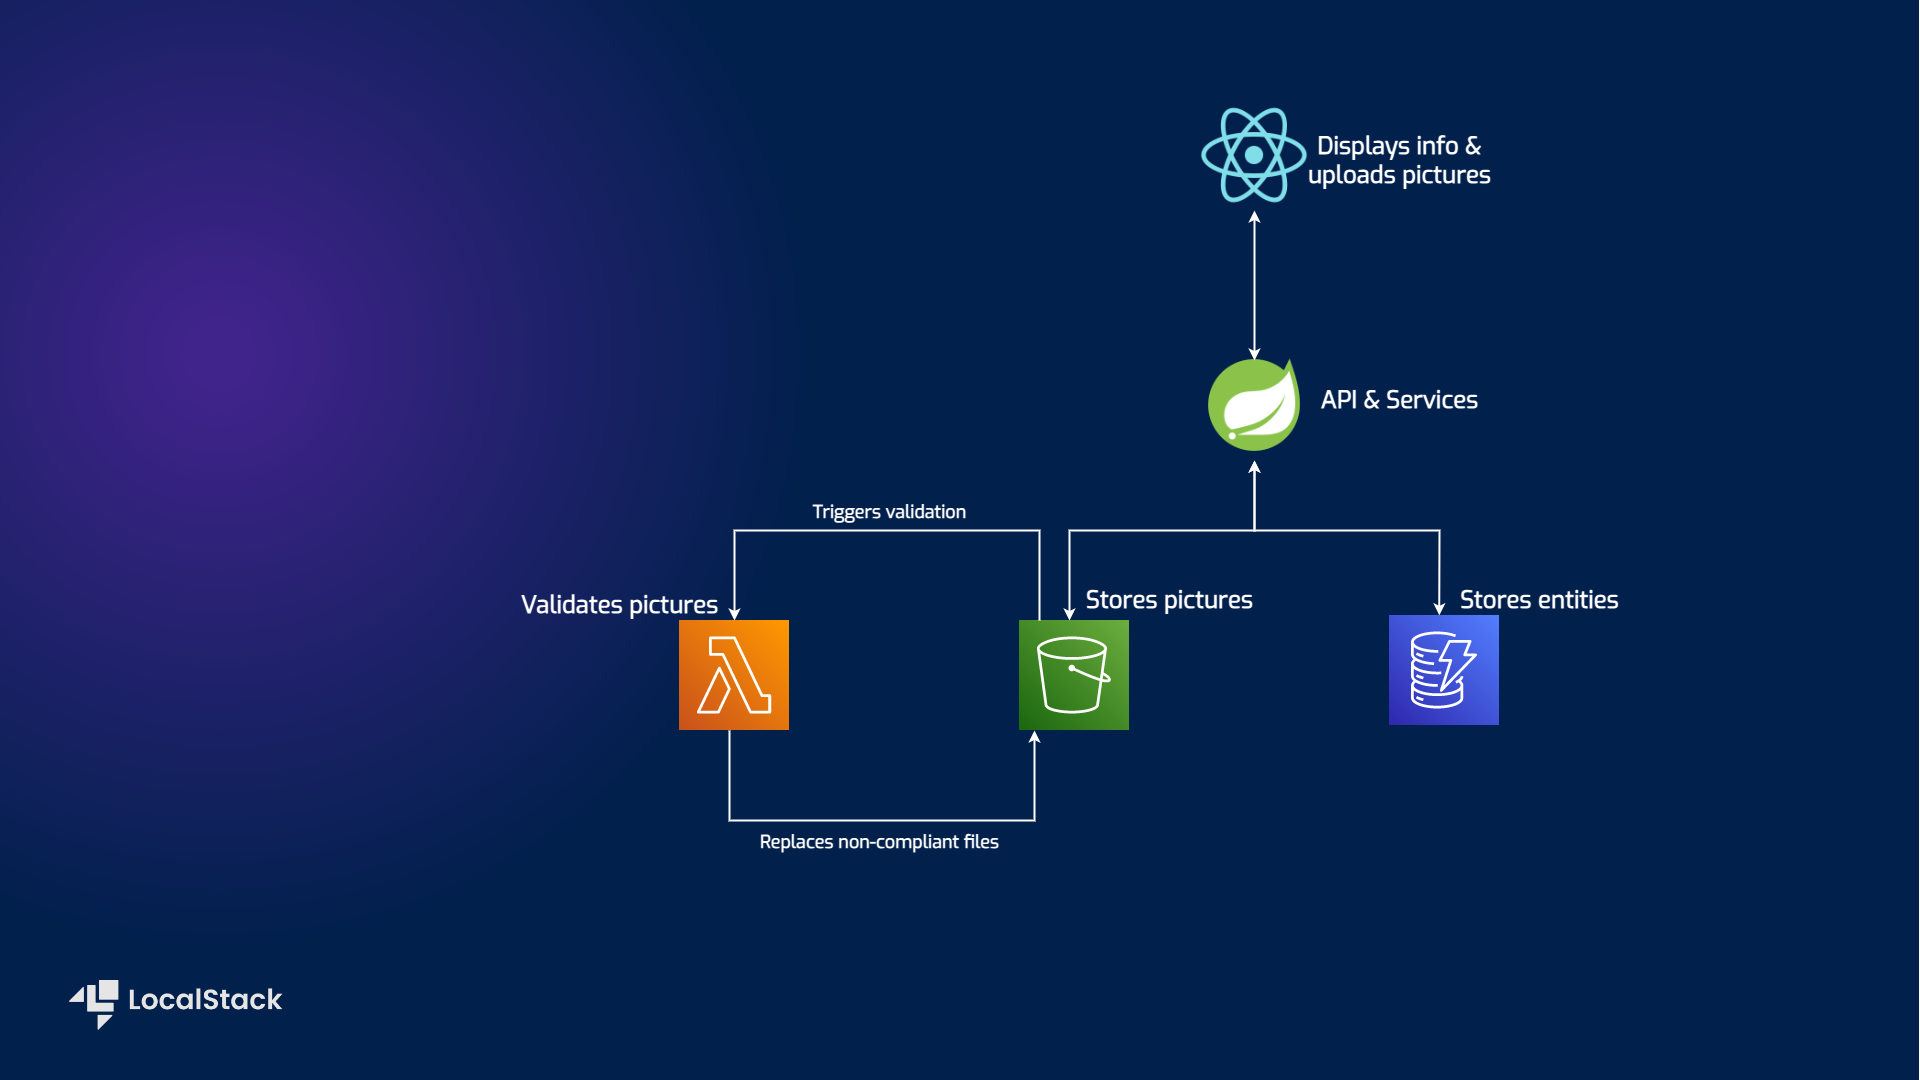 Displays info &
uploads pictures
API & Services
Triggers validation
Validates pictures
Stores pictures
Stores entities
Replaces non-compliant files
LocalStack